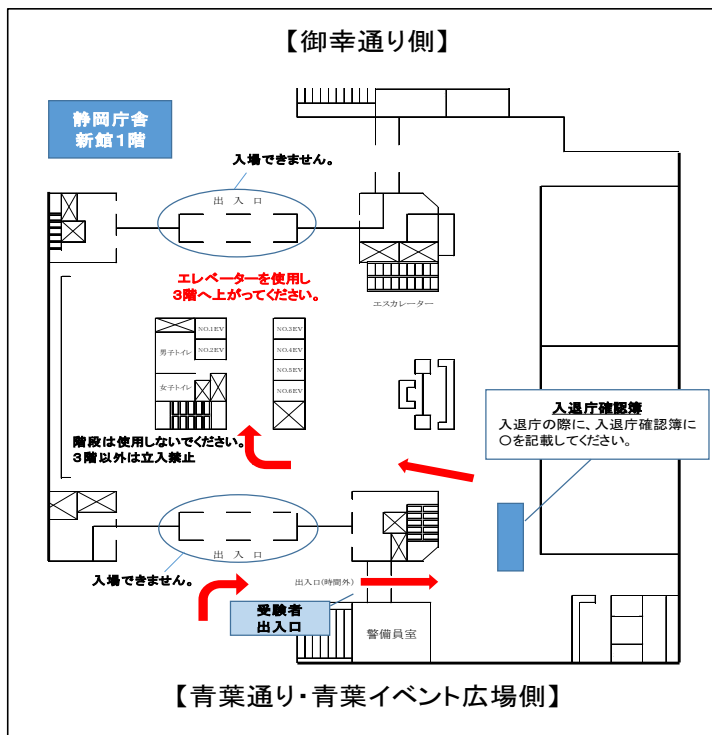 【御幸通り側】
静岡庁舎
新館1階
入場できません。
出 入 口
エレベーターを使用し
3階へ上がってください。
エスカレーター
NO.1EV
NO.2EV
NO.3EV
NO.4EV
NO.5EV
NO.6EV
男子トイレ
女子トイレ
入退庁確認簿
入退庁の際に、入退庁確認簿に
〇を記載してください。
階段は使用しないでください。
3階以外は立入禁止
出 入 口
入場できません。
出入口(時間外)
受験者
出入口
警備員室
【青葉通り・青葉イベント広場側】